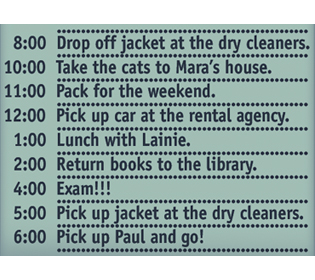 8:00 Drop off jacket at the dry cleaners.
10:00 Take the cats to Mara's house.
11:00 Pack for the weekend.
12:00 Pick up car at the rental agency.
1:00 Lunch with Lainie.
2:00 Return books to the library.
4:00 Exam!!!
5:00 Pick up jacket at the dry cleaners.
6:00 Pick up Paul and go!